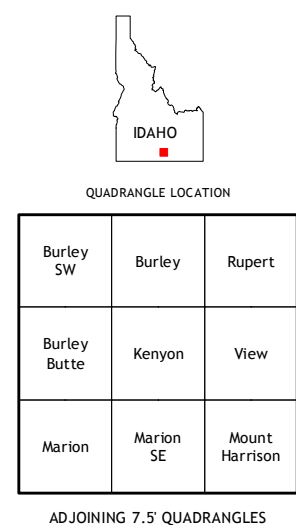 IDAHO
QUADRANGLE LOCATION
Burley
SW
Burley
Rupert
Burley
Butte
Kenyon
View
Marion
Marion
SE
Mount
Harrison
ADJOINING 7.5' QUADRANGLES